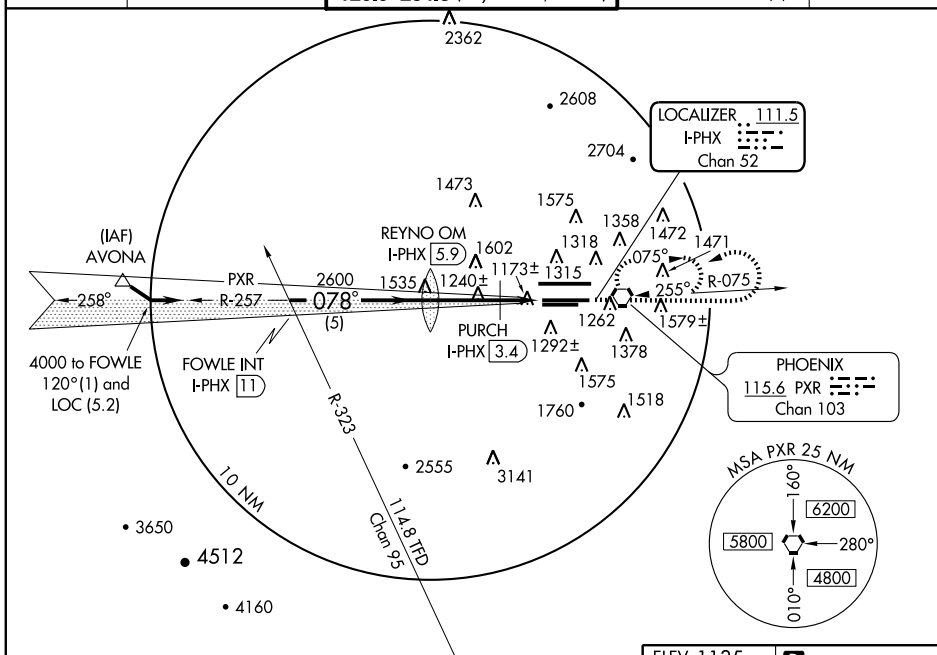 2362
2608
LOCALIZER 111.5
I-PHX
Chan 52
2704
1473
1575
1358
1472
1471
(IAF)
AVONA
REYNO OM
I-PHX 5.9
1602
1318
.075°
PXR
2600
1535
1240±
1173±
1315
258°
R-257
078°
(5)
255°
R-075
4000 to FOWLE
120°(1) and
LOC (5.2)
FOWLE INT
I-PHX 11
PURCH
I-PHX 3.4
1292±
1262
1378
1579±
PHOENIX
115.6 PXR
Chan 103
R-323
1575
1760
1518
2555
3141
10 NM
114.8 TFD
Chan 95
3650
4512
4160
MSA PXR 25 NM
160°
6200
5800
280°
4800
010°